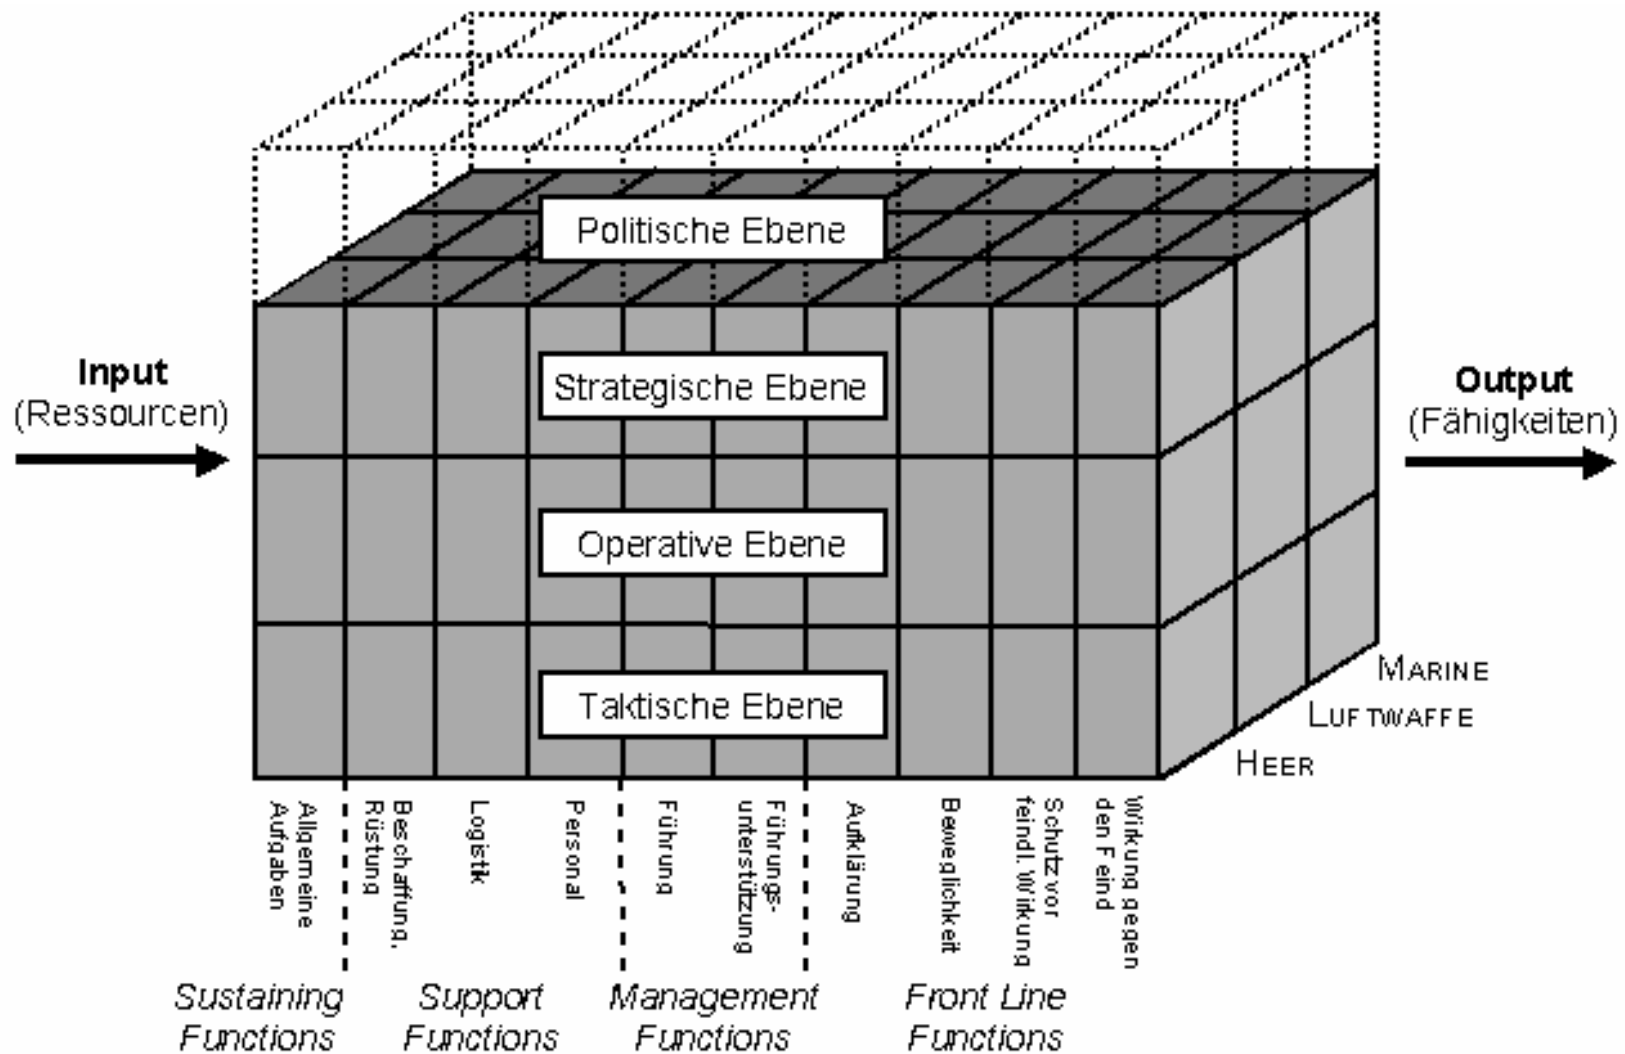 Politische Ebene
Strategische Ebene
Operative Ebene
Taktische Ebene
Input
(Ressourcen)
Output
(Fähigkeiten)
MARINE
LUFTWAFFE
HEER
Allgemeine
Aufgaben
Beschaffung,
Rüstung
Logistik
Personal
Führung
Führungs-
unterstützung
Aufklärung
Beweglichkeit
Schutz vor
feindl. Wirkung
Wirkung gegen
den Feind
Sustaining
Functions
Support
Functions
Management
Functions
Front Line
Functions